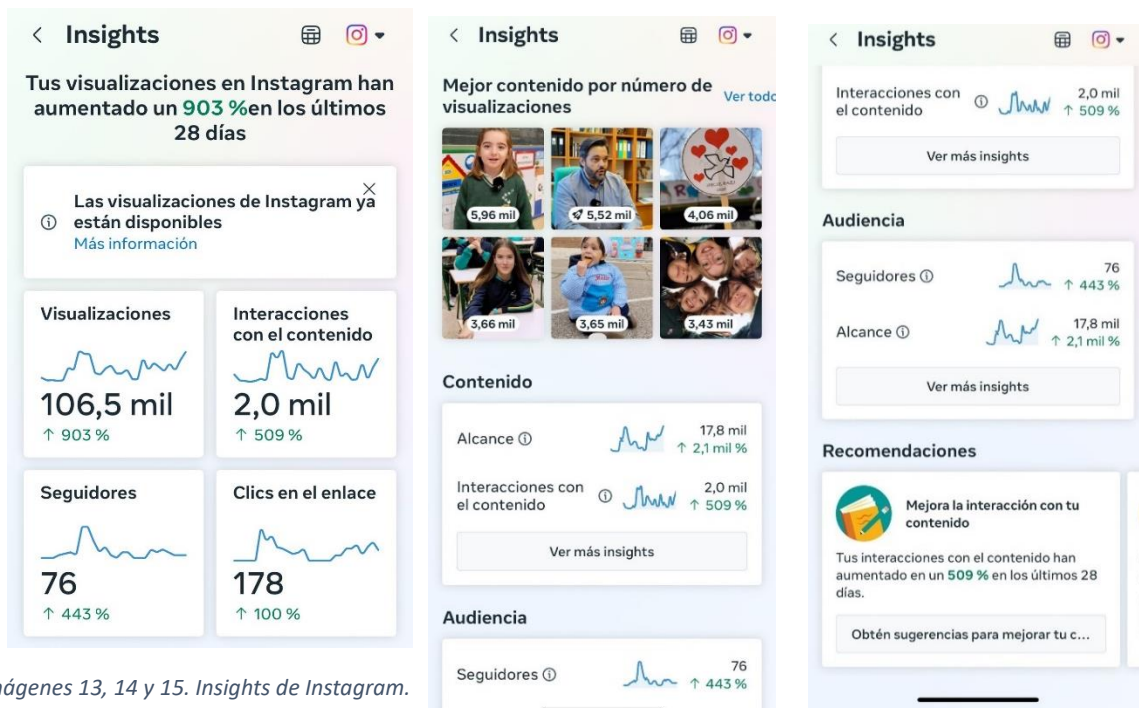 Insights
Tus visualizaciones en Instagram han
aumentado un 903 %en los últimos
28 días
Las visualizaciones de Instagram ya
están disponibles
Más información
Visualizaciones
106,5 mil
↑ 903 %
Interacciones
con el contenido
2,0 mil
↑ 509 %
Seguidores
76
↑ 443 %
Clics en el enlace
178
↑ 100 %
Insights
Mejor contenido por número de
visualizaciones
Ver todo
5,96 mil
5,52 mil
4,06 mil
3,66 mil
3,65 mil
3,43 mil
Contenido
Alcance
17,8 mil
↑ 2,1 mil %
Interacciones con
el contenido
2,0 mil
↑ 509 %
Ver más insights
Audiencia
Seguidores
76
↑ 443 %
Insights
Interacciones con
el contenido
2,0 mil
↑ 509 %
Ver más insights
Audiencia
Seguidores
76
↑ 443 %
Alcance
17,8 mil
↑ 2,1 mil %
Ver más insights
Recomendaciones
Mejora la interacción con tu
contenido
Tus interacciones con el contenido han
aumentado en un 509 % en los últimos 28
días.
Obtén sugerencias para mejorar tu c...
ágenes 13, 14 y 15. Insights de Instagram.